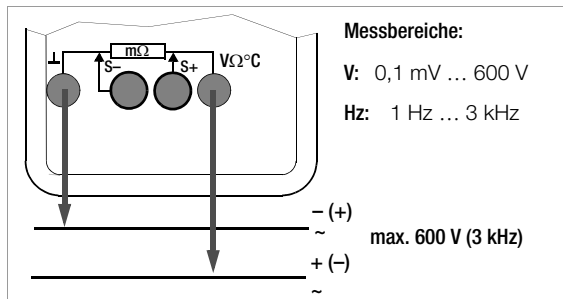 Messbereiche:
⊥ S– mΩ S+ VΩ°C
V: 0,1 mV … 600 V
Hz: 1 Hz … 3 kHz
– (+)
~
max. 600 V (3 kHz)
+ (–)
~